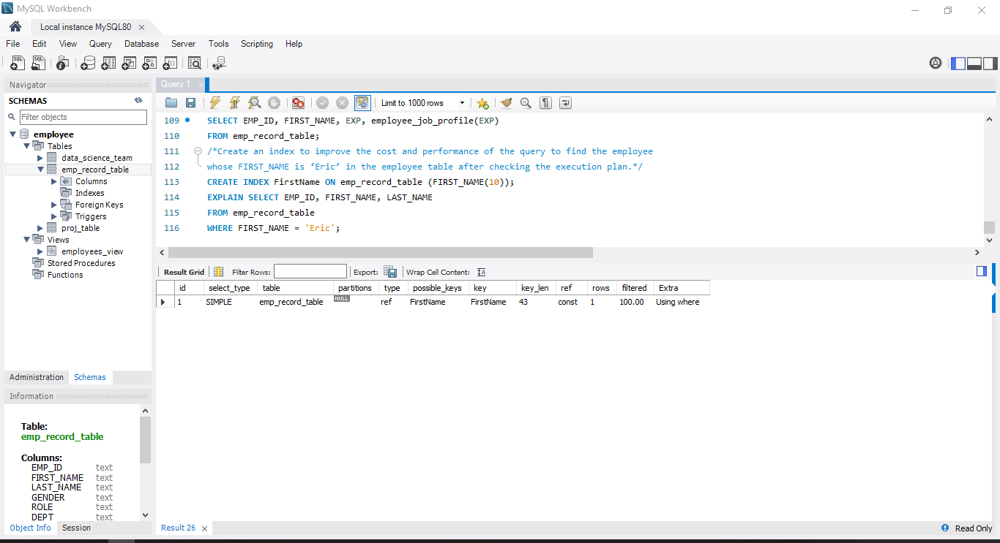 MySQL Workbench
Local instance MySQL80
File Edit View Query Database Server Tools Scripting Help
Navigator
SCHEMAS
Filter objects
employee
Tables
data_science_team
emp_record_table
Columns
Indexes
Foreign Keys
Triggers
proj_table
Views
employees_view
Stored Procedures
Functions
Administration Schemas
Information
Table:
emp_record_table
Columns:
EMP_ID text
FIRST_NAME text
LAST_NAME text
GENDER text
ROLE text
DEPT text
Object Info Session
Query 1
Limit to 1000 rows
109 SELECT EMP_ID, FIRST_NAME, EXP, employee_job_profile(EXP)
110 FROM emp_record_table;
111 /*Create an index to improve the cost and performance of the query to find the employee
112 whose FIRST_NAME is ‘Eric’ in the employee table after checking the execution plan.*/
113 CREATE INDEX FirstName ON emp_record_table (FIRST_NAME(10));
114 EXPLAIN SELECT EMP_ID, FIRST_NAME, LAST_NAME
115 FROM emp_record_table
116 WHERE FIRST_NAME = 'Eric';
Result Grid Filter Rows: Export: Wrap Cell Content:
id select_type table partitions type possible_keys key key_len ref rows filtered Extra
1 SIMPLE emp_record_table NULL ref FirstName FirstName 43 const 1 100.00 Using where
Result 26
Read Only